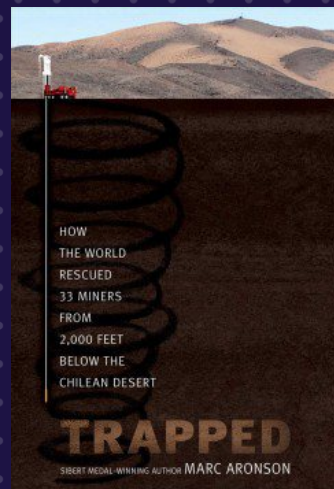 HOW
THE WORLD
RESCUED
33 MINERS
FROM
2,000 FEET
BELOW THE
CHILEAN DESERT
TRAPPED
SIBERT MEDAL-WINNING AUTHOR MARC ARONSON